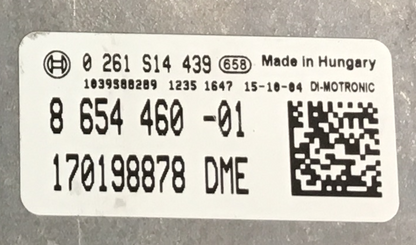 0 261 S14 439 658 Made in Hungary
1039S88289 1235 1647 15-10-04 DI-MOTRONIC
8 654 460 -01
170198878 DME